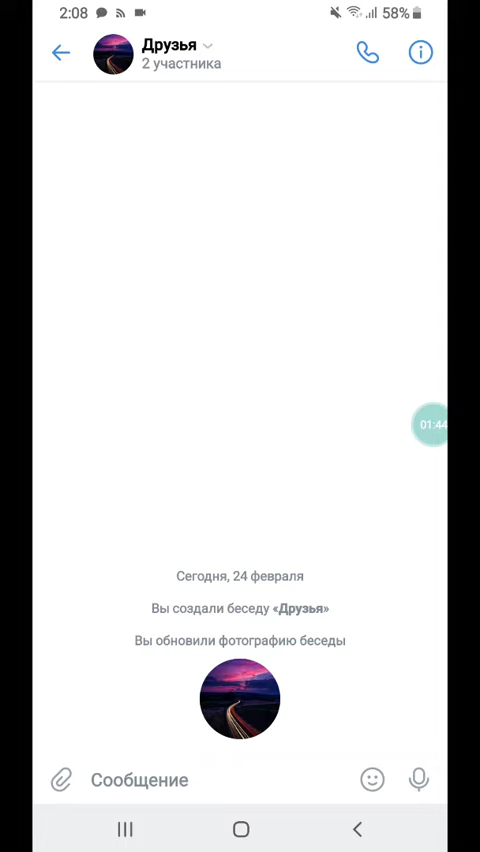 2:08
58%
Друзья
2 участника
01:44
Сегодня, 24 февраля
Вы создали беседу «Друзья»
Вы обновили фотографию беседы
Сообщение